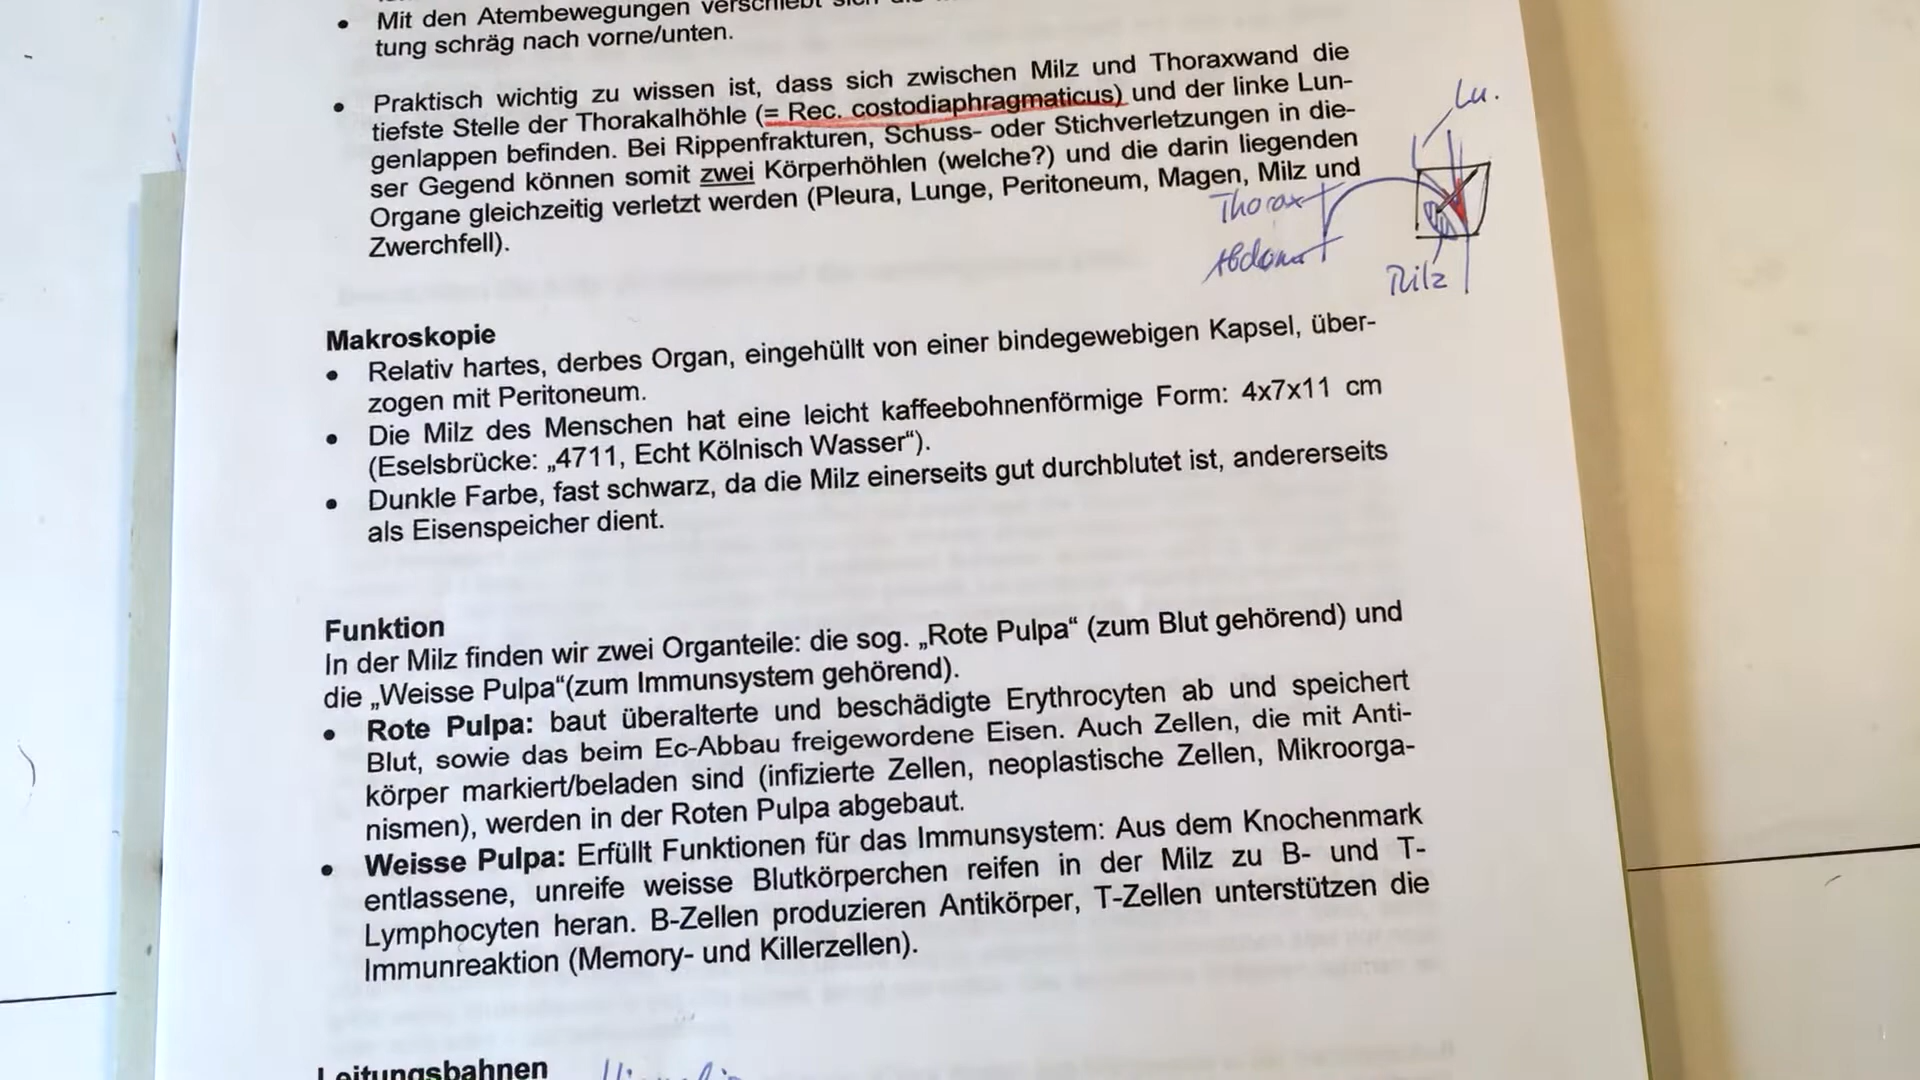 • Mit den Atembewegungen verschiebt sich die
tung schräg nach vorne/unten.
• Praktisch wichtig zu wissen ist, dass sich zwischen Milz und Thoraxwand die
tiefste Stelle der Thorakalhöhle (= Rec. costodiaphragmaticus) und der linke Lun-
genlappen befinden. Bei Rippenfrakturen, Schuss- oder Stichverletzungen in die-
ser Gegend können somit zwei Körperhöhlen (welche?) und die darin liegenden
Organe gleichzeitig verletzt werden (Pleura, Lunge, Peritoneum, Magen, Milz und
Zwerchfell).
Lu.
Thorax
Abdomen
Milz
Makroskopie
• Relativ hartes, derbes Organ, eingehüllt von einer bindegewebigen Kapsel, über-
zogen mit Peritoneum.
• Die Milz des Menschen hat eine leicht kaffeebohnenförmige Form: 4x7x11 cm
(Eselsbrücke: „4711, Echt Kölnisch Wasser“).
• Dunkle Farbe, fast schwarz, da die Milz einerseits gut durchblutet ist, andererseits
als Eisenspeicher dient.
Funktion
In der Milz finden wir zwei Organteile: die sog. „Rote Pulpa“ (zum Blut gehörend) und
die „Weisse Pulpa“(zum Immunsystem gehörend).
• Rote Pulpa: baut überalterte und beschädigte Erythrocyten ab und speichert
Blut, sowie das beim Ec-Abbau freigewordene Eisen. Auch Zellen, die mit Anti-
körper markiert/beladen sind (infizierte Zellen, neoplastische Zellen, Mikroorga-
nismen), werden in der Roten Pulpa abgebaut.
• Weisse Pulpa: Erfüllt Funktionen für das Immunsystem: Aus dem Knochenmark
entlassene, unreife weisse Blutkörperchen reifen in der Milz zu B- und T-
Lymphocyten heran. B-Zellen produzieren Antikörper, T-Zellen unterstützen die
Immunreaktion (Memory- und Killerzellen).
Leitungsbahnen